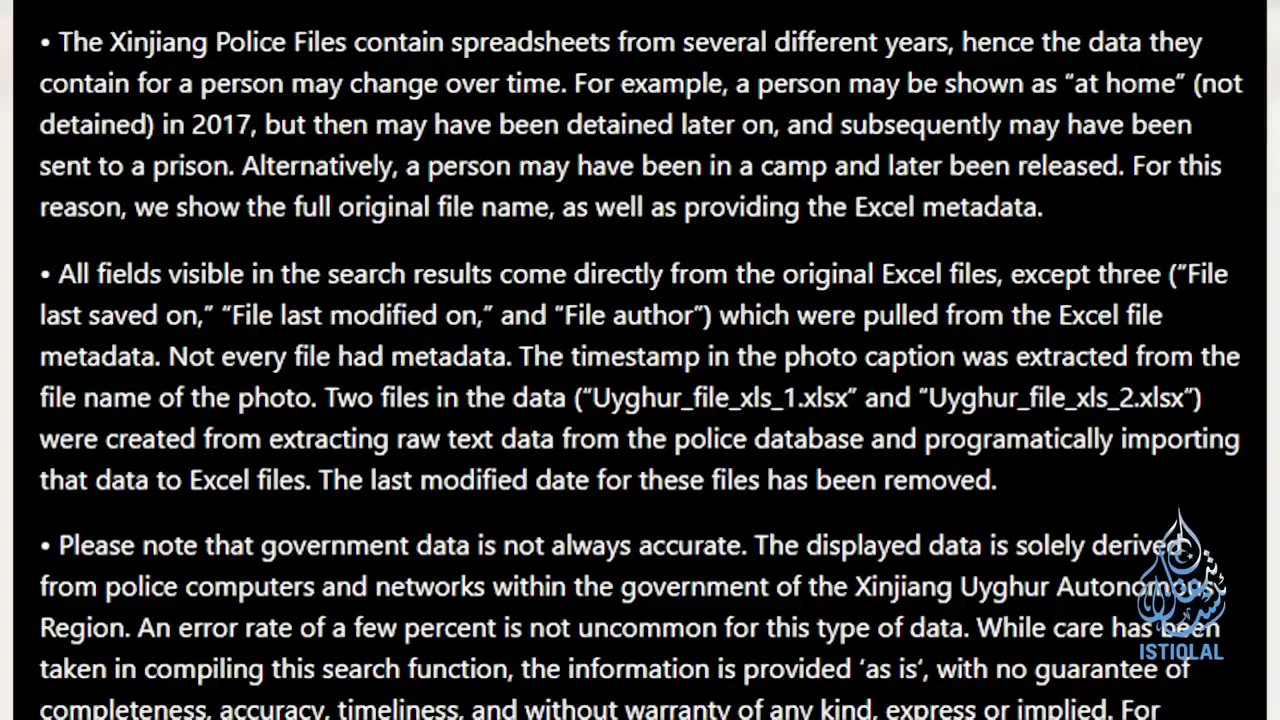 • The Xinjiang Police Files contain spreadsheets from several different years, hence the data they
contain for a person may change over time. For example, a person may be shown as “at home” (not
detained) in 2017, but then may have been detained later on, and subsequently may have been
sent to a prison. Alternatively, a person may have been in a camp and later been released. For this
reason, we show the full original file name, as well as providing the Excel metadata.
• All fields visible in the search results come directly from the original Excel files, except three (“File
last saved on,” “File last modified on,” and “File author”) which were pulled from the Excel file
metadata. Not every file had metadata. The timestamp in the photo caption was extracted from the
file name of the photo. Two files in the data (“Uyghur_file_xls_1.xlsx” and “Uyghur_file_xls_2.xlsx“)
were created from extracting raw text data from the police database and programatically importing
that data to Excel files. The last modified date for these files has been removed.
• Please note that government data is not always accurate. The displayed data is solely derived
from police computers and networks within the government of the Xinjiang Uyghur Autonomous
Region. An error rate of a few percent is not uncommon for this type of data. While care has been
taken in compiling this search function, the information is provided ‘as is‘, with no guarantee of
completeness, accuracy, timeliness, and without warranty of any kind, express or implied. For
ISTIQLAL